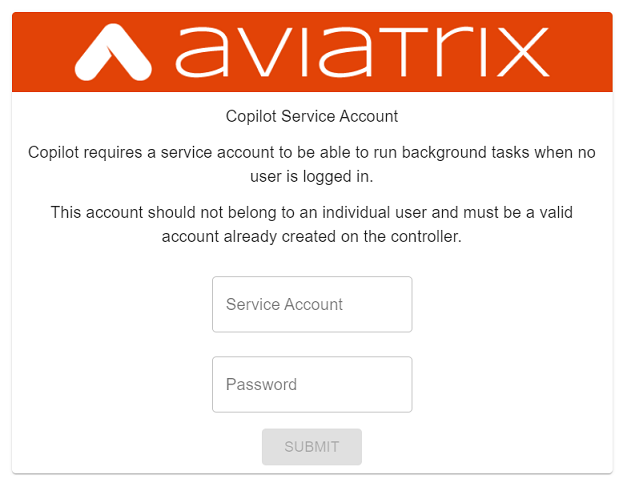 aviatrix
Copilot Service Account
Copilot requires a service account to be able to run background tasks when no
user is logged in.
This account should not belong to an individual user and must be a valid
account already created on the controller.
Service Account
Password
SUBMIT